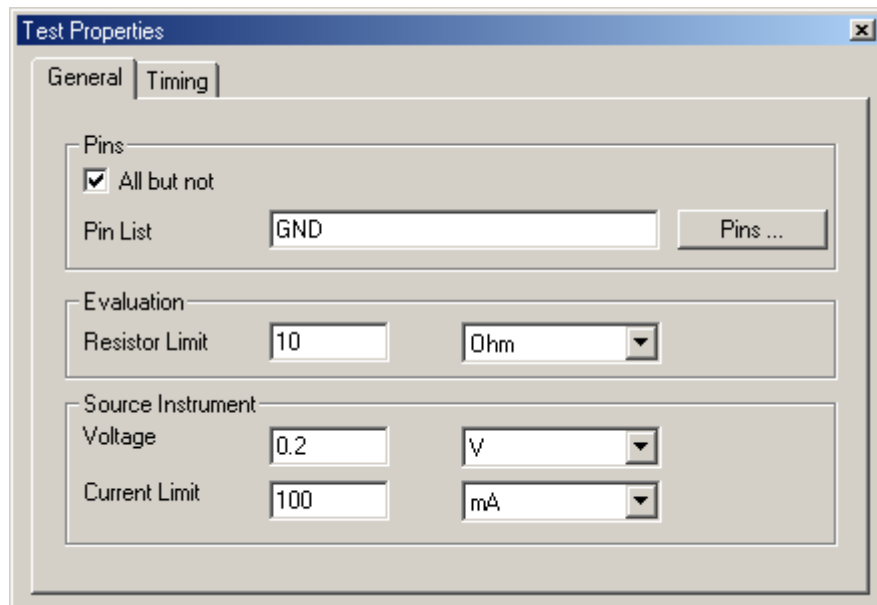 Test Properties
General Timing
Pins
All but not
Pin List GND Pins ...
Evaluation
Resistor Limit 10 Ohm
Source Instrument
Voltage 0.2 V
Current Limit 100 mA